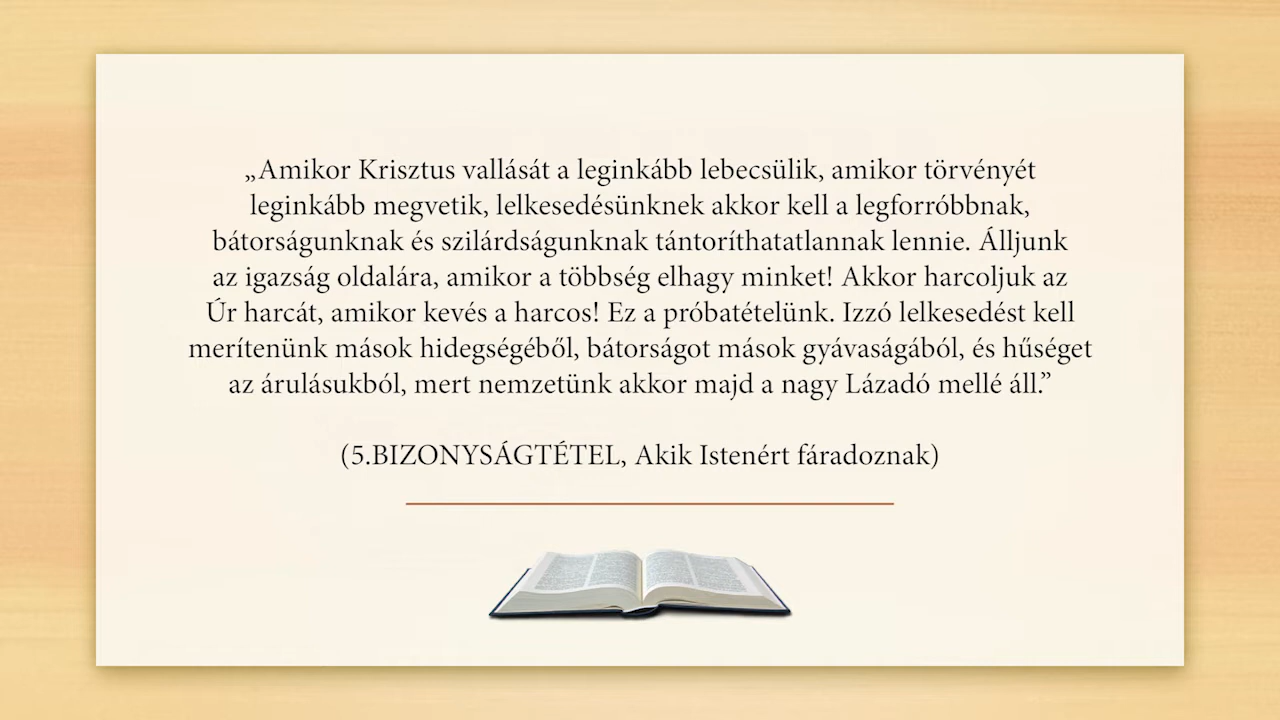 „Amikor Krisztus vallását a leginkább lebecsülik, amikor törvényét
leginkább megvetik, lelkesedésünknek akkor kell a legforróbbnak,
bátorságunknak és szilárdságunknak tántoríthatatlannak lennie. Álljunk
az igazság oldalára, amikor a többség elhagy minket! Akkor harcoljuk az
Úr harcát, amikor kevés a harcos! Ez a próbatételünk. Izzó lelkesedést kell
merítenünk mások hidegségéből, bátorságot mások gyávaságából, és hűséget
az árulásukból, mert nemzetünk akkor majd a nagy Lázadó mellé áll.”
(5.BIZONYSÁGTÉTEL, Akik Istenért fáradoznak)